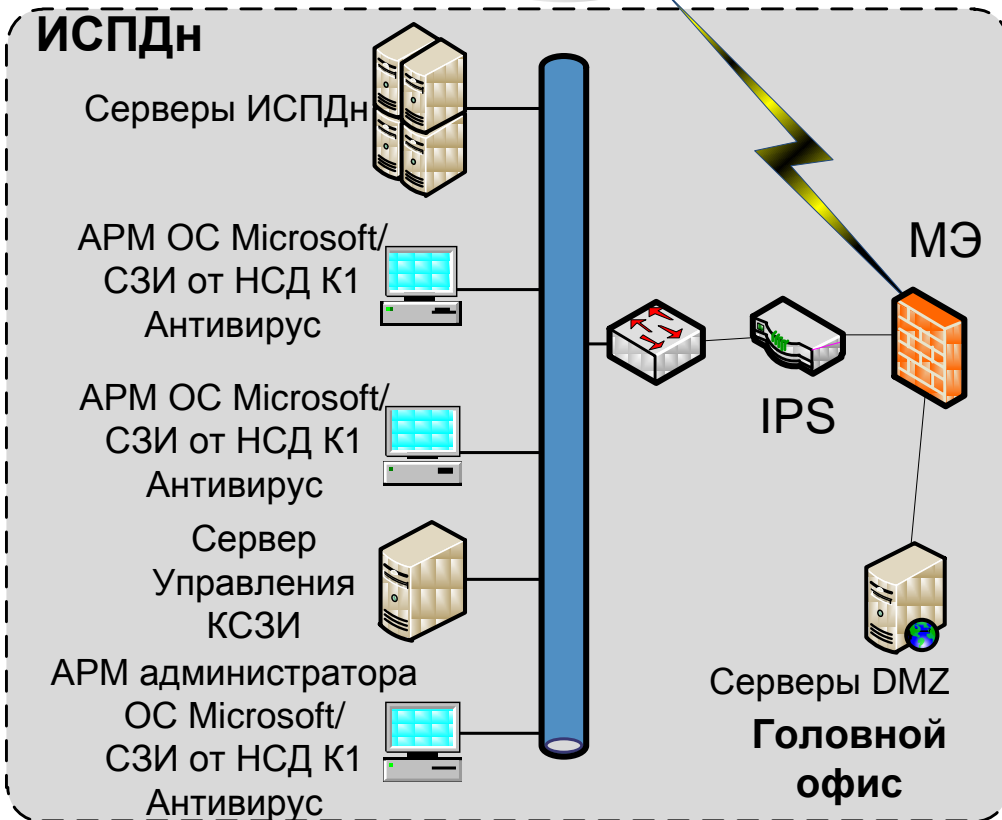 ИСПДн
Серверы ИСПДн
АРМ ОС Microsoft/
СЗИ от НСД К1
Антивирус
АРМ ОС Microsoft/
СЗИ от НСД К1
Антивирус
Сервер
Управления
КСЗИ
АРМ администратора
ОС Microsoft/
СЗИ от НСД К1
Антивирус
IPS
МЭ
Серверы DMZ
Головной
офис